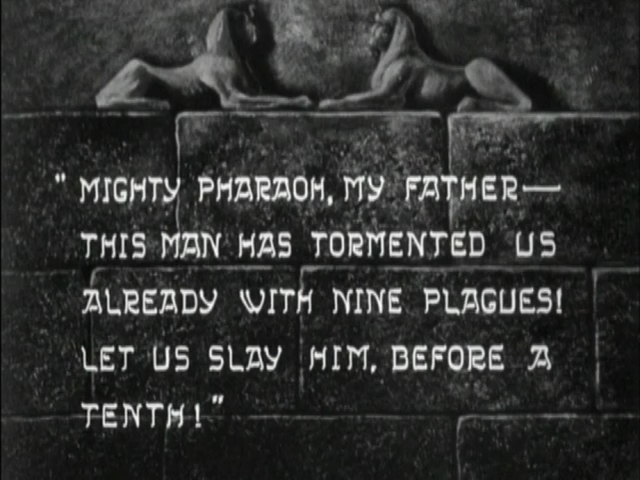 " MIGHTY PHARAOH, MY FATHER—
THIS MAN HAS TORMENTED US
ALREADY WITH NINE PLAGUES!
LET US SLAY HIM, BEFORE A
TENTH! "